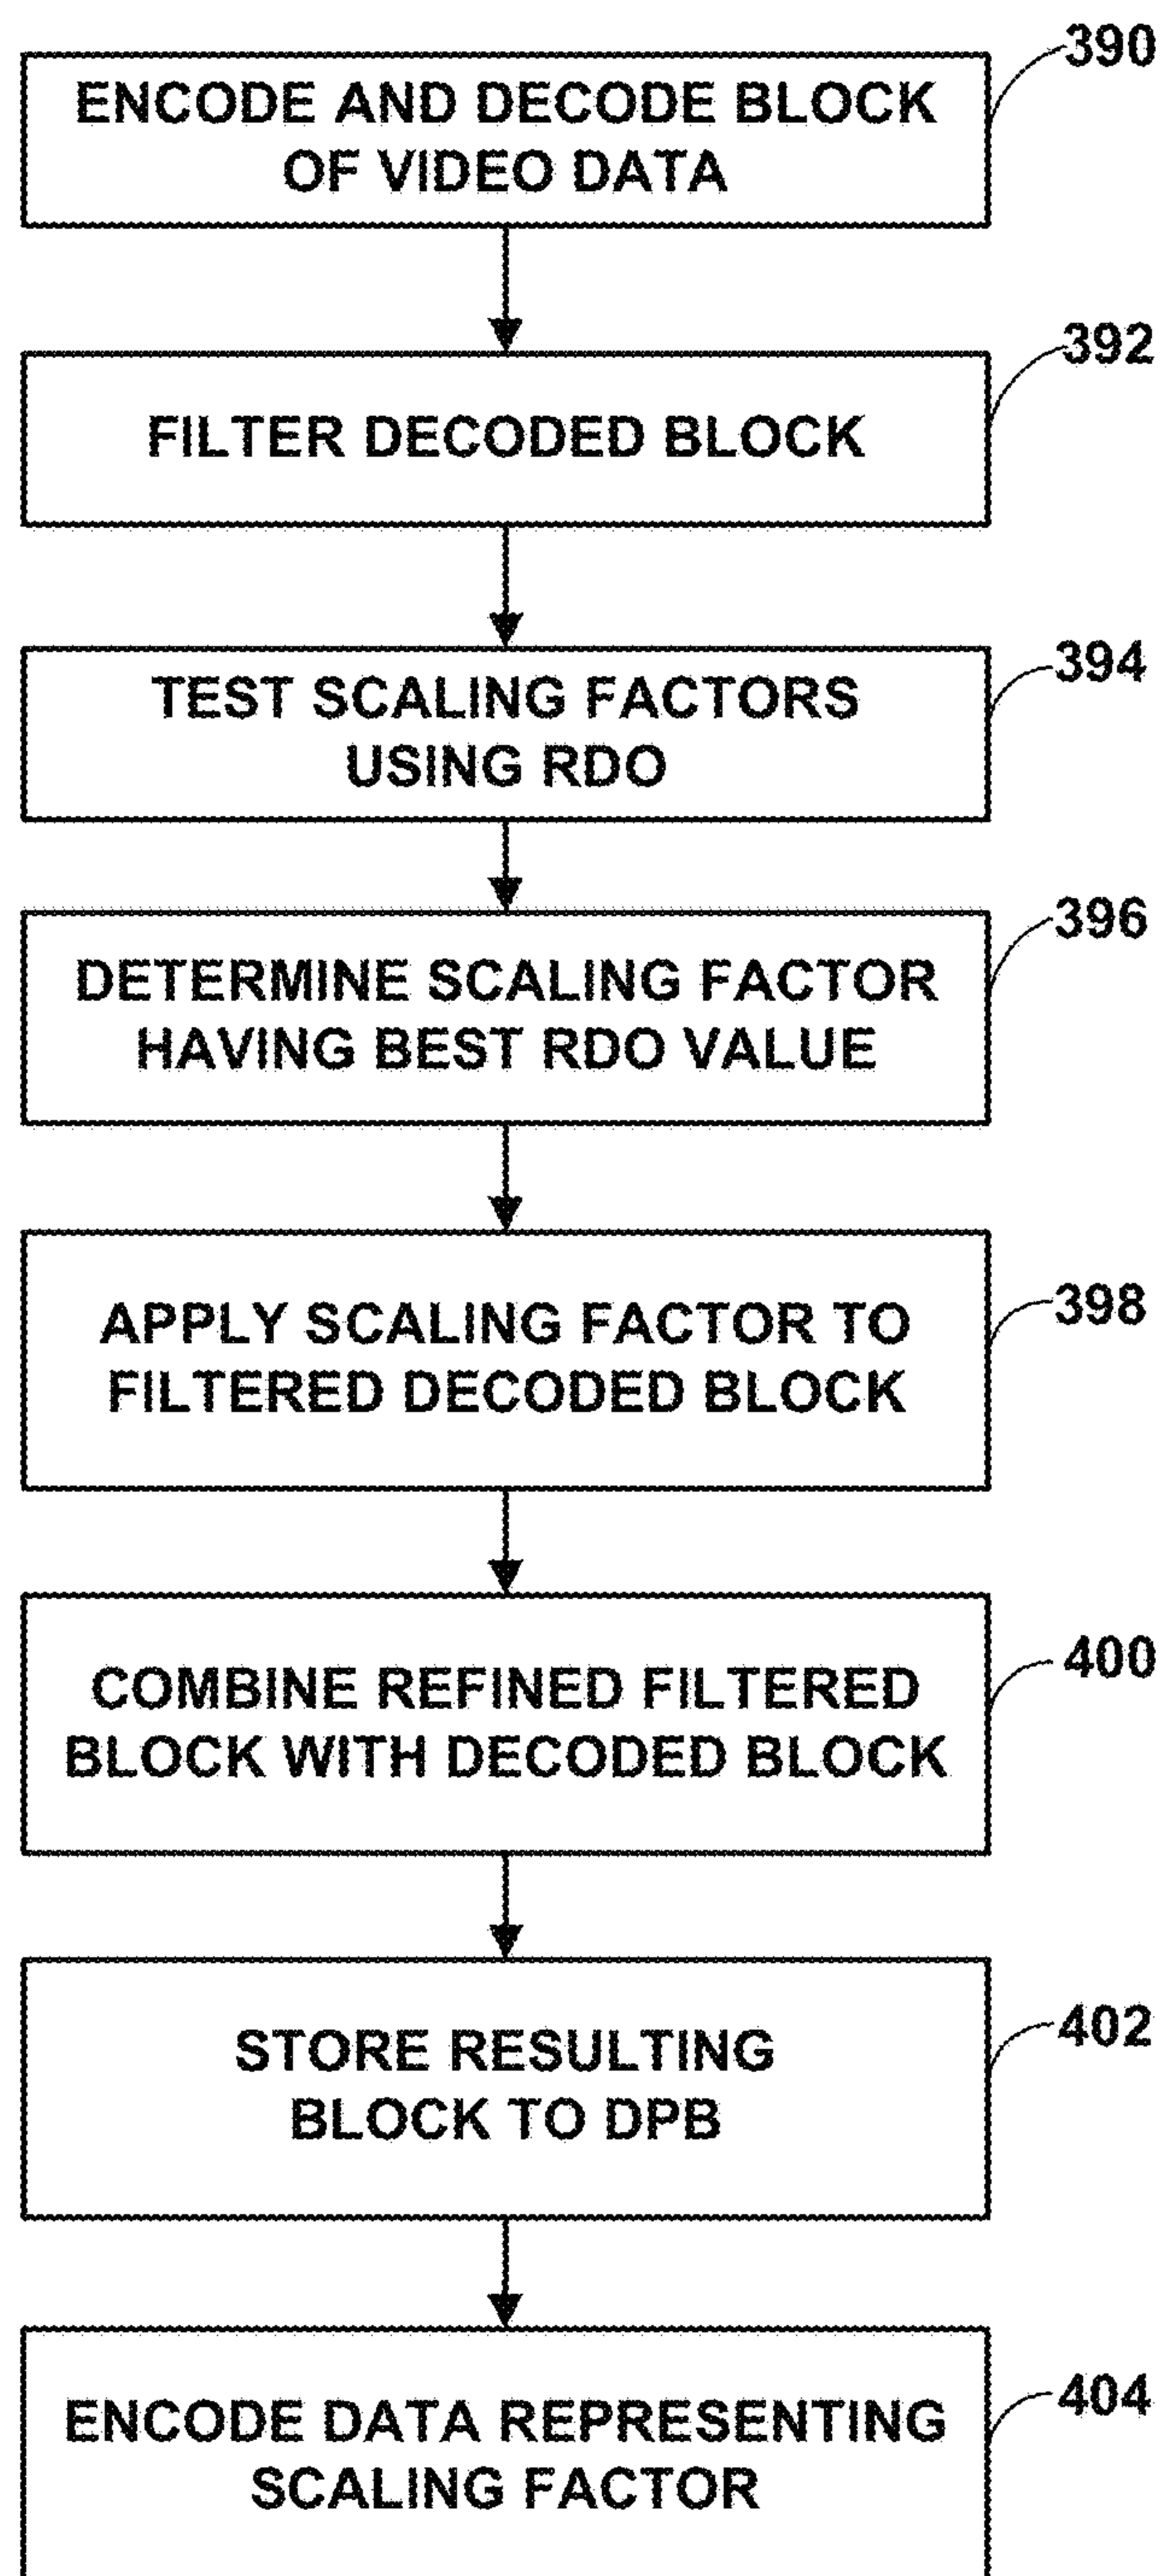 390
ENCODE AND DECODE BLOCK
OF VIDEO DATA
392
FILTER DECODED BLOCK
394
TEST SCALING FACTORS
USING RDO
396
DETERMINE SCALING FACTOR
HAVING BEST RDO VALUE
398
APPLY SCALING FACTOR TO
FILTERED DECODED BLOCK
400
COMBINE REFINED FILTERED
BLOCK WITH DECODED BLOCK
402
STORE RESULTING
BLOCK TO DPB
404
ENCODE DATA REPRESENTING
SCALING FACTOR